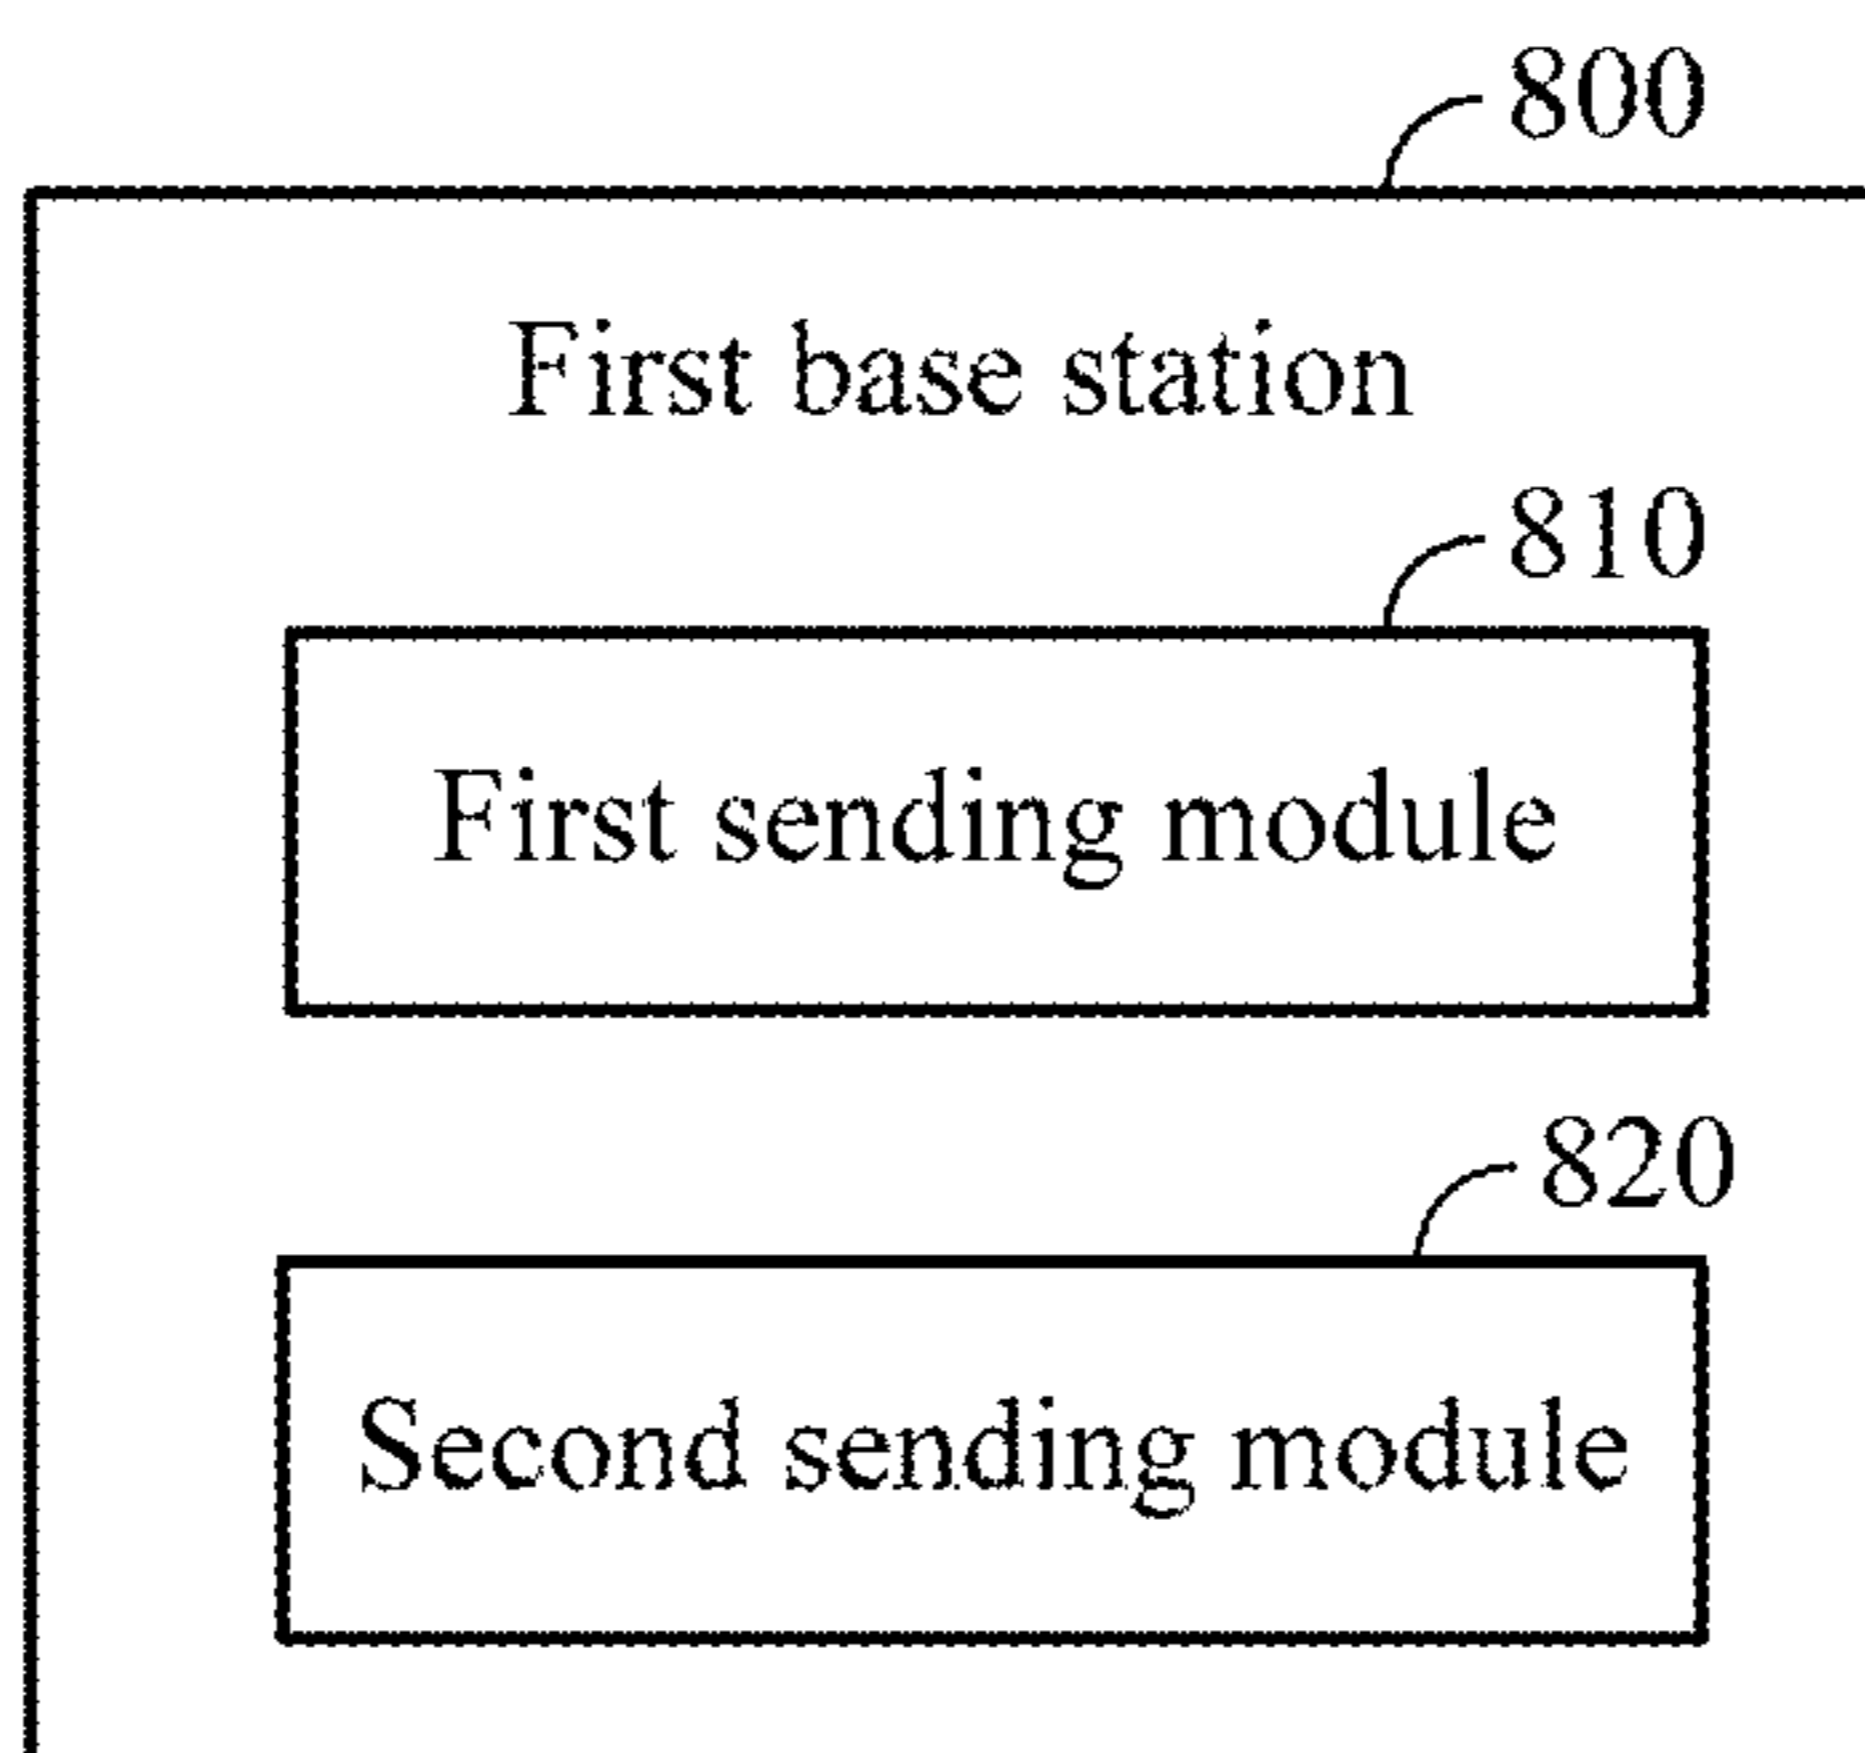 800
First base station
810
First sending module
820
Second sending module